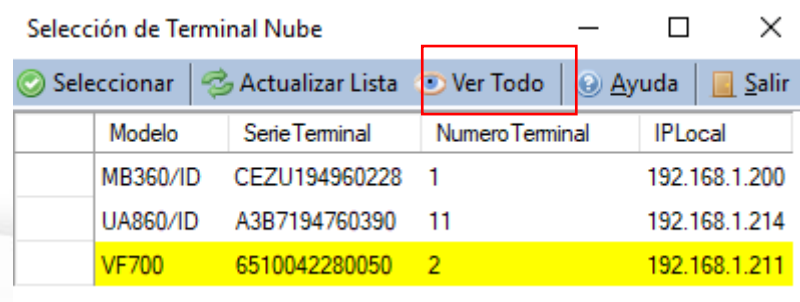 Selección de Terminal Nube
Seleccionar Actualizar Lista Ver Todo Ayuda Salir
Modelo SerieTerminal NumeroTerminal IPLocal
MB360/ID CEZU194960228 1 192.168.1.200
UA860/ID A3B7194760390 11 192.168.1.214
VF700 6510042280050 2 192.168.1.211